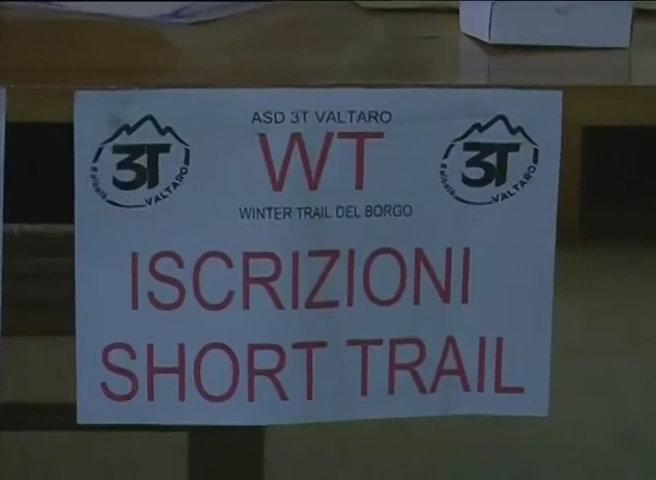 ASD 3T VALTARO
WT
WINTER TRAIL DEL BORGO
ISCRIZIONI
SHORT TRAIL
3T
VALTARO
3T
VALTARO